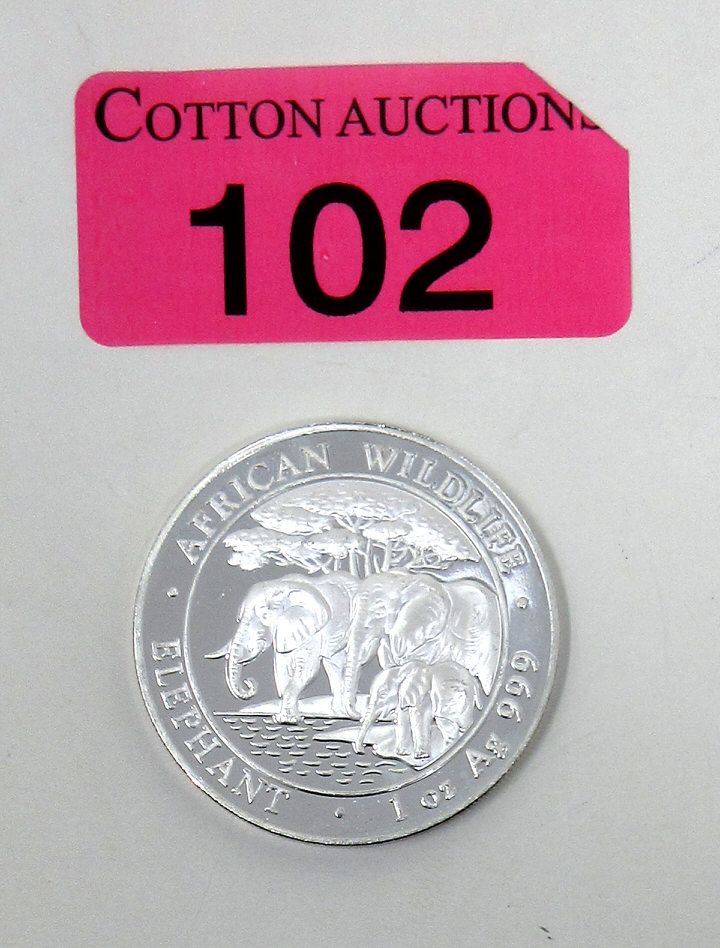 COTTON AUCTIONS
102
AFRICAN WILDLIFE
ELEPHANT · 1 oz Ag 999